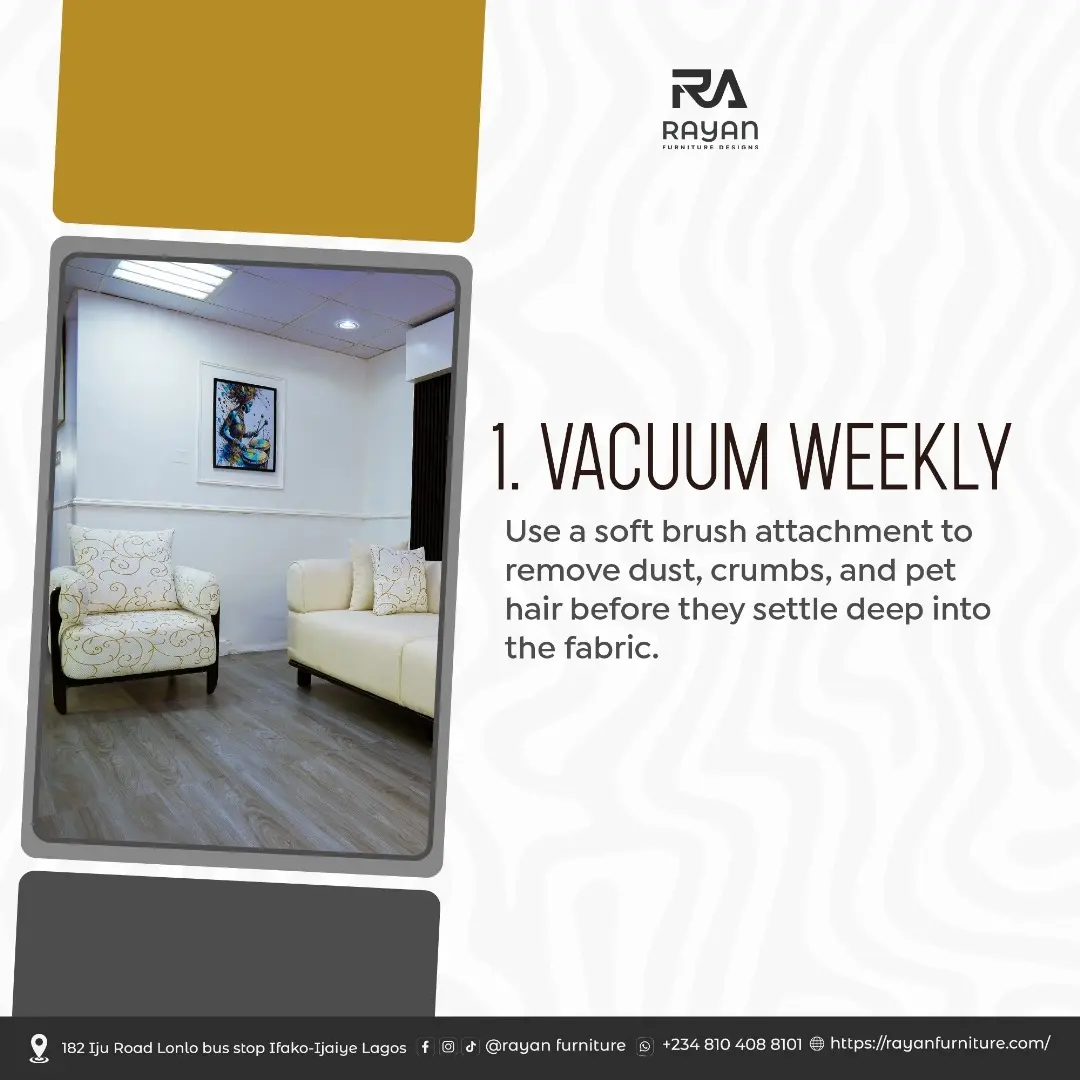 RA
RAYAN
FURNITURE DESIGNS
1. VACUUM WEEKLY
Use a soft brush attachment to
remove dust, crumbs, and pet
hair before they settle deep into
the fabric.
182 Iju Road Lonlo bus stop Ifako-Ijaiye Lagos @rayan furniture +234 810 408 8101 https://rayanfurniture.com/